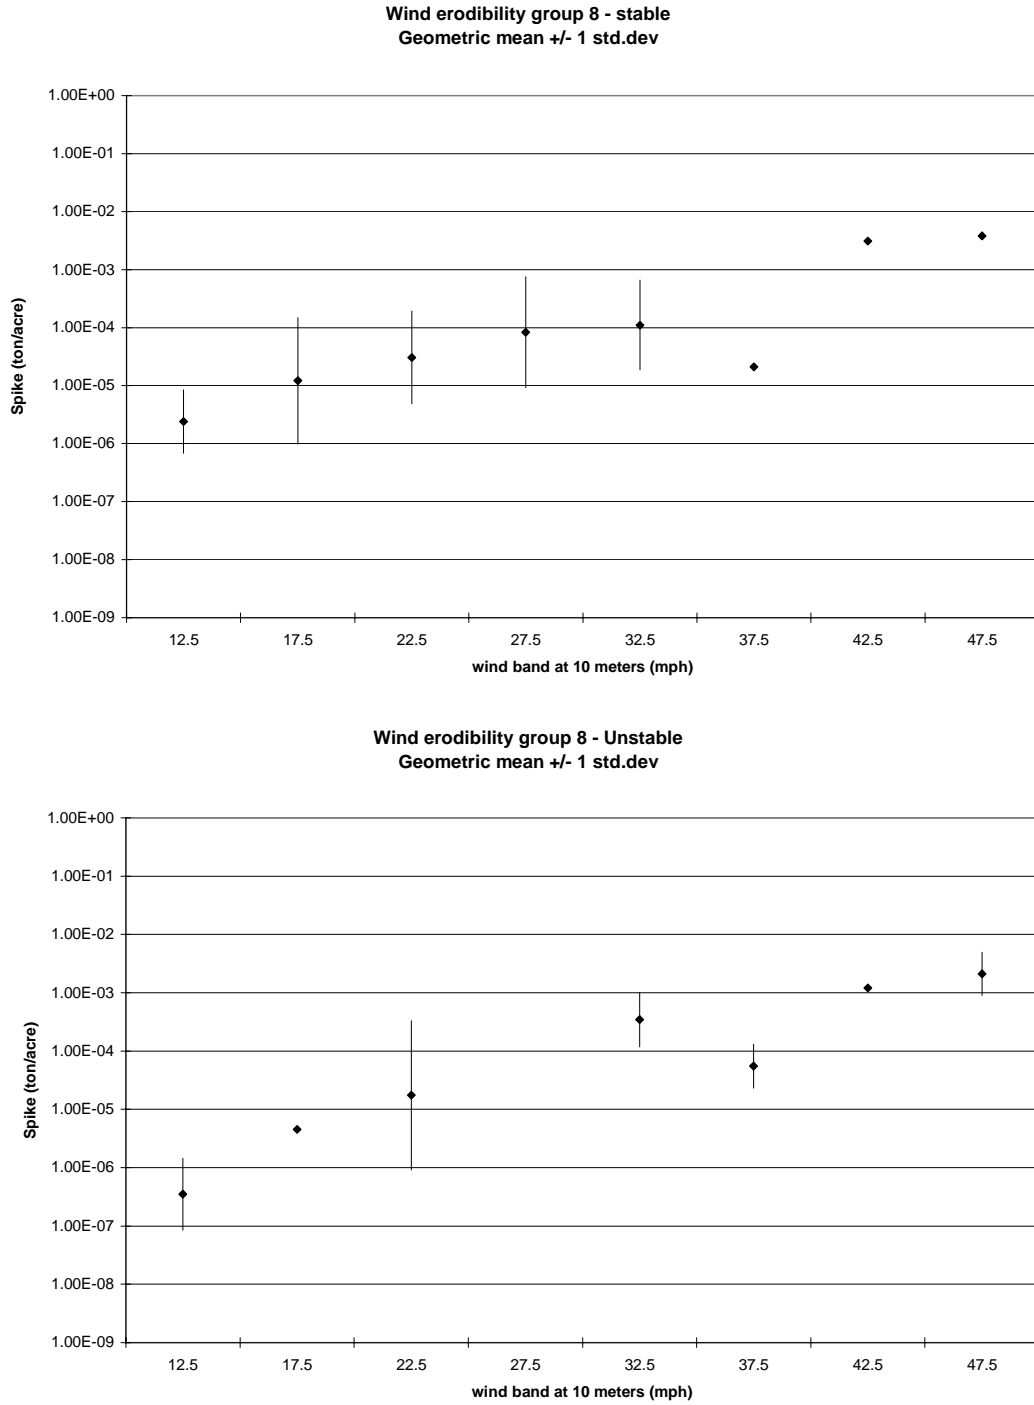 Wind erodibility group 8 - stable
Geometric mean +/- 1 std.dev
1.00E+00
1.00E-01
1.00E-02
1.00E-03
1.00E-04
1.00E-05
1.00E-06
1.00E-07
1.00E-08
1.00E-09
Spike (ton/acre)
12.5 17.5 22.5 27.5 32.5 37.5 42.5 47.5
wind band at 10 meters (mph)
Wind erodibility group 8 - Unstable
Geometric mean +/- 1 std.dev
1.00E+00
1.00E-01
1.00E-02
1.00E-03
1.00E-04
1.00E-05
1.00E-06
1.00E-07
1.00E-08
1.00E-09
Spike (ton/acre)
12.5 17.5 22.5 27.5 32.5 37.5 42.5 47.5
wind band at 10 meters (mph)